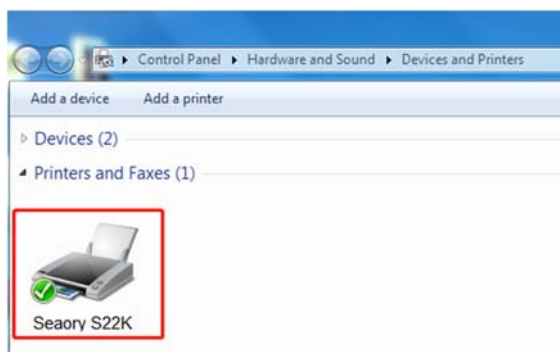 Control Panel ▸ Hardware and Sound ▸ Devices and Printers
Add a device Add a printer
Devices (2)
Printers and Faxes (1)
Seaory S22K